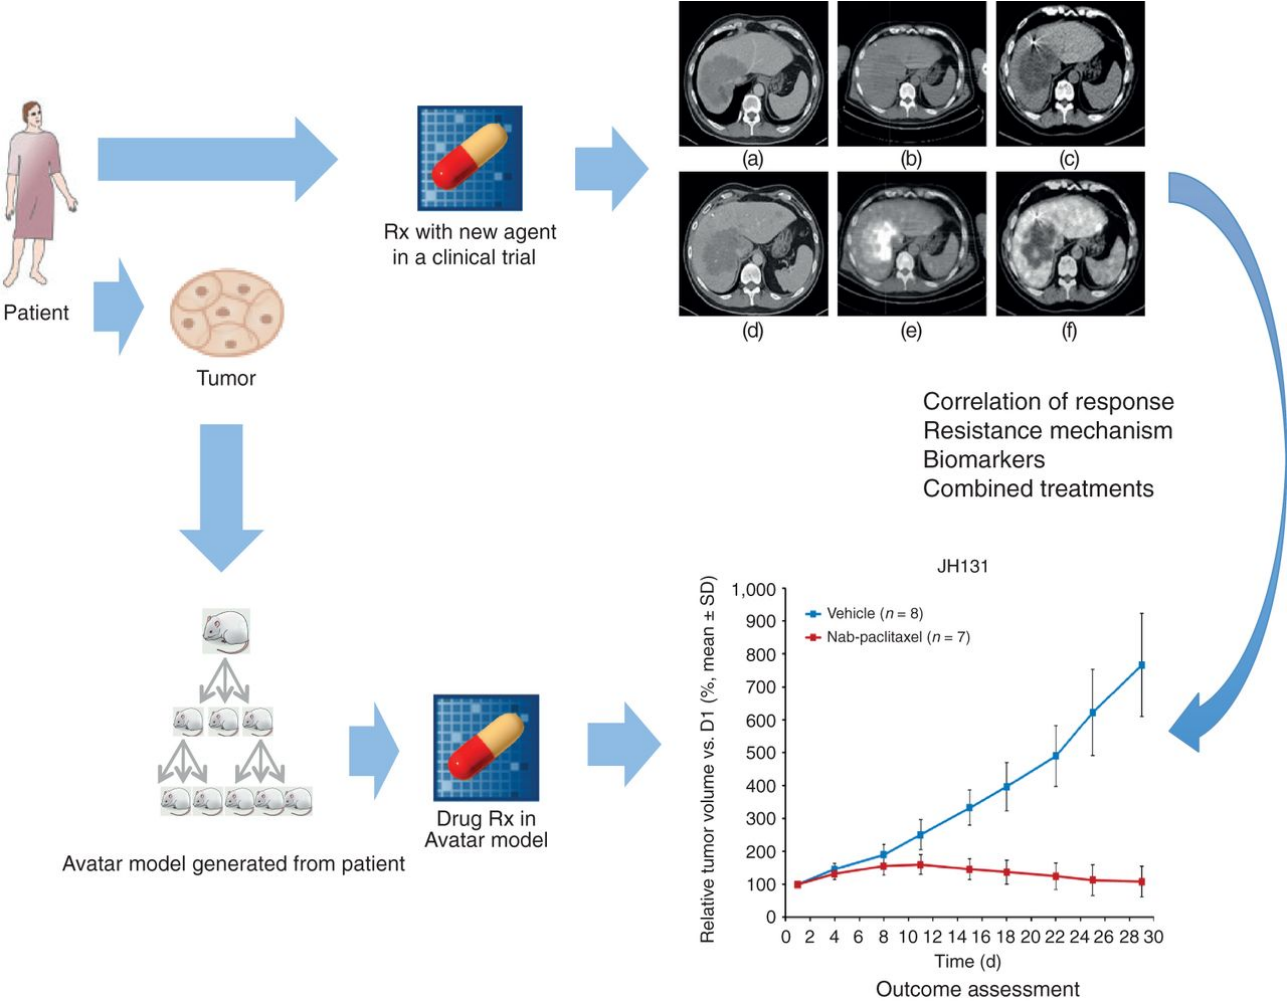 (a)
(b)
(c)
Rx with new agent
in a clinical trial
Patient
(d)
(e)
(f)
Tumor
Correlation of response
Resistance mechanism
Biomarkers
Combined treatments
JH131
Relative tumor volume vs. D1 (%, mean ± SD)
1,000
900
800
700
600
500
400
300
200
100
0
Vehicle (n = 8)
Nab-paclitaxel (n = 7)
0 2 4 6 8 10 12 14 16 18 20 22 24 26 28 30
Time (d)
Outcome assessment
Drug Rx in
Avatar model
Avatar model generated from patient